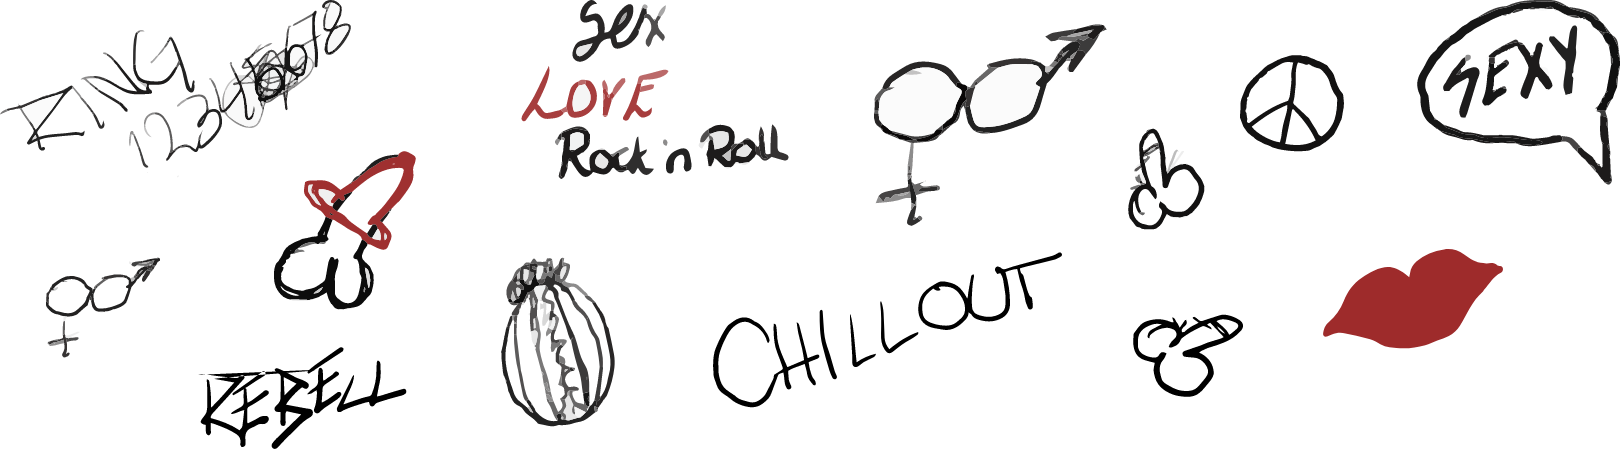 RING
12345678
Sex
LOVE
Rock 'n Roll
SEXY
REBELL
CHILLOUT